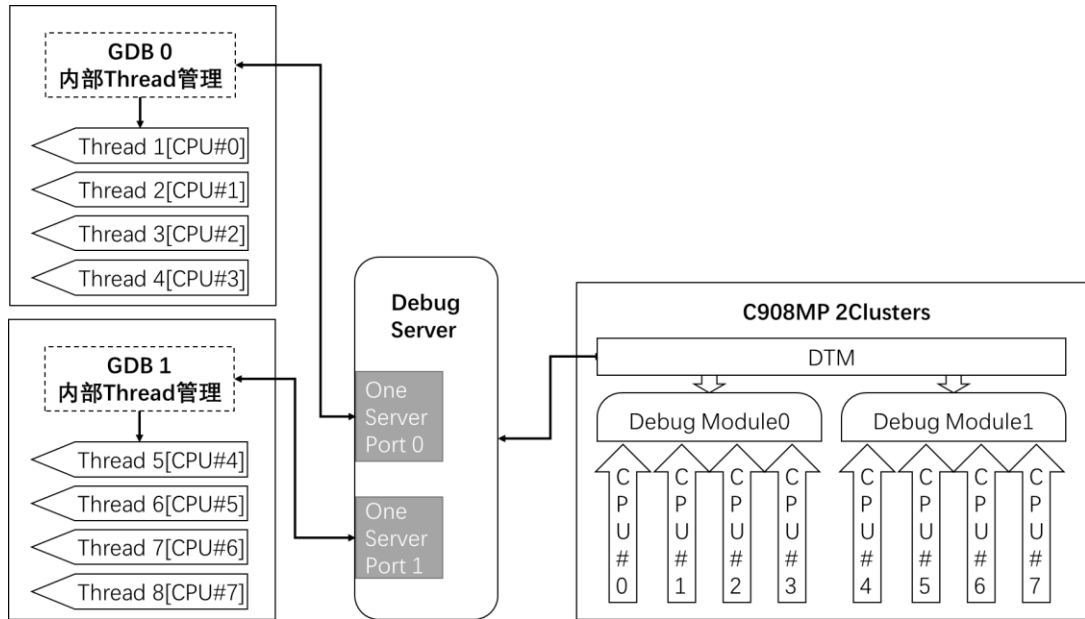 GDB 0
内部Thread管理
Thread 1[CPU#0]
Thread 2[CPU#1]
Thread 3[CPU#2]
Thread 4[CPU#3]
GDB 1
内部Thread管理
Thread 5[CPU#4]
Thread 6[CPU#5]
Thread 7[CPU#6]
Thread 8[CPU#7]
Debug
Server
One
Server
Port 0
One
Server
Port 1
C908MP 2Clusters
DTM
Debug Module0
Debug Module1
CPU#0
CPU#1
CPU#2
CPU#3
CPU#4
CPU#5
CPU#6
CPU#7